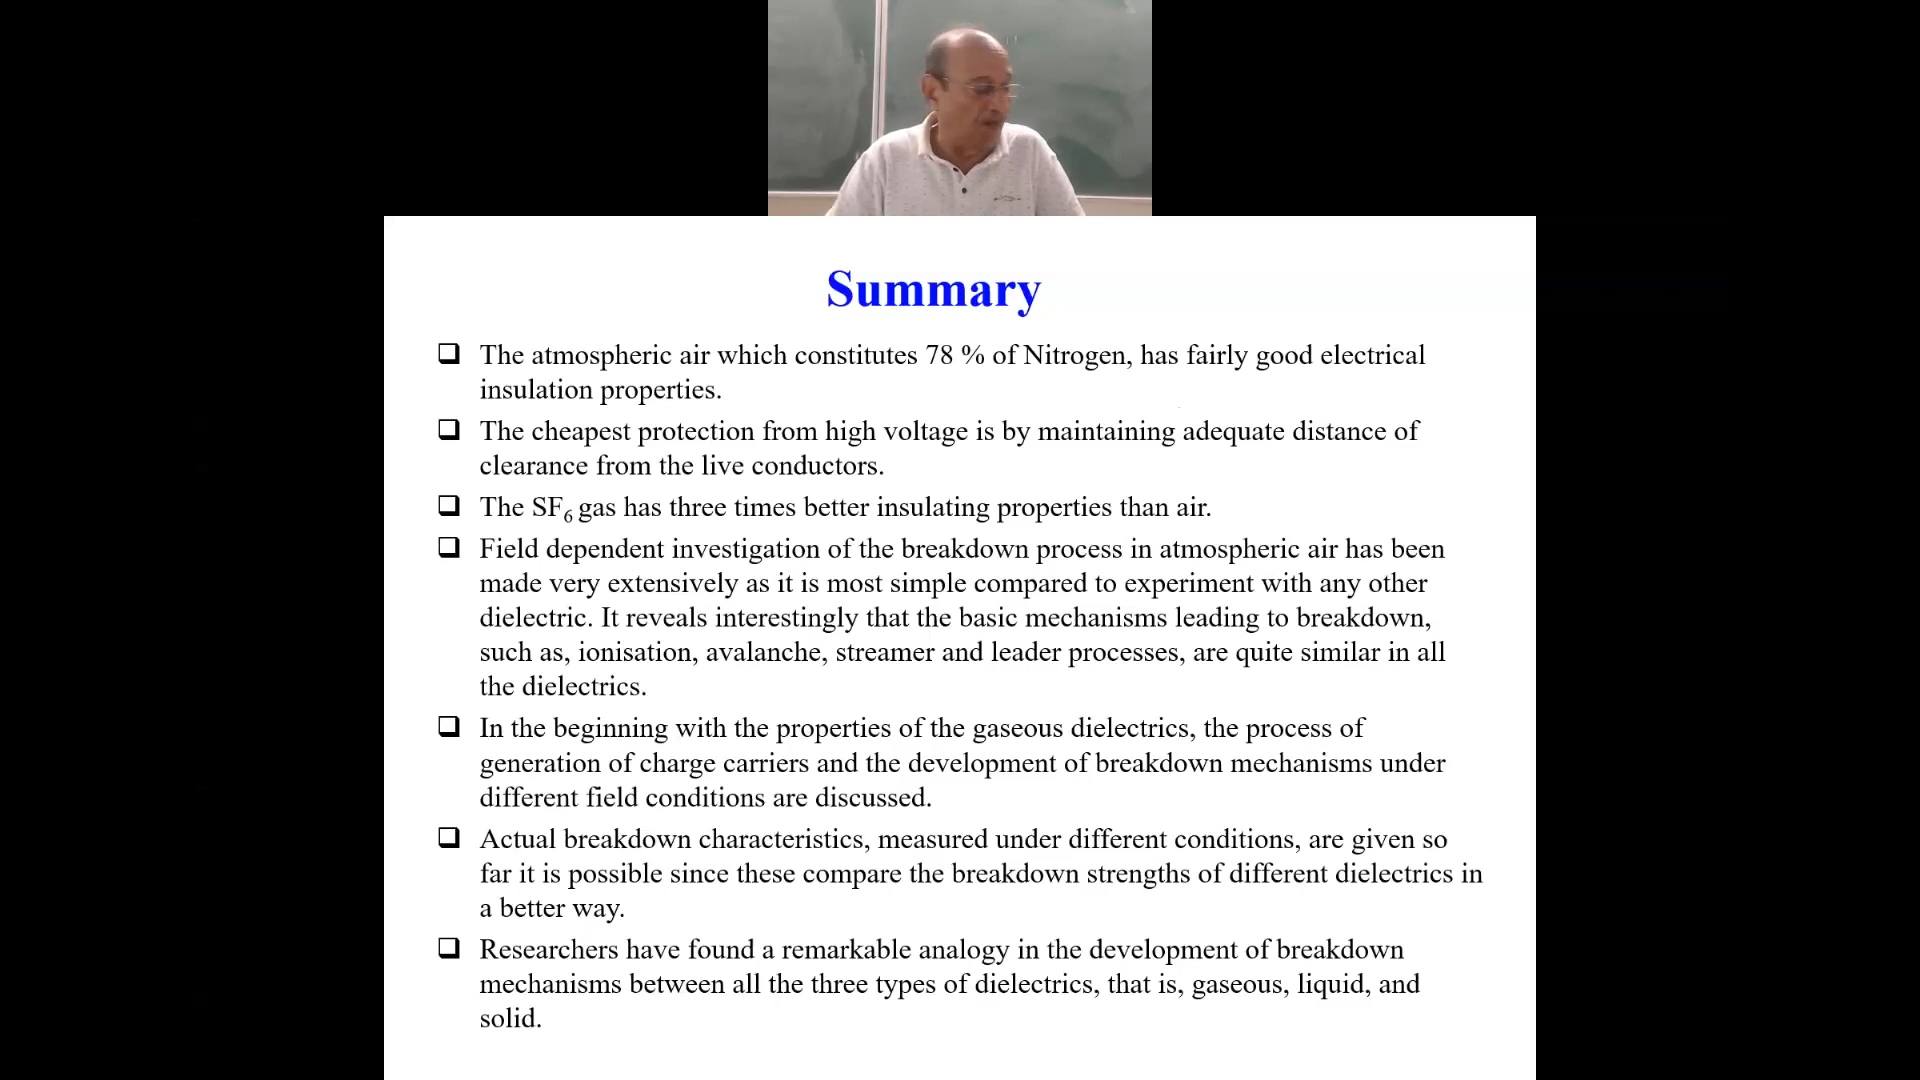 Summary
❑ The atmospheric air which constitutes 78 % of Nitrogen, has fairly good electrical
insulation properties.
❑ The cheapest protection from high voltage is by maintaining adequate distance of
clearance from the live conductors.
❑ The SF₆ gas has three times better insulating properties than air.
❑ Field dependent investigation of the breakdown process in atmospheric air has been
made very extensively as it is most simple compared to experiment with any other
dielectric. It reveals interestingly that the basic mechanisms leading to breakdown,
such as, ionisation, avalanche, streamer and leader processes, are quite similar in all
the dielectrics.
❑ In the beginning with the properties of the gaseous dielectrics, the process of
generation of charge carriers and the development of breakdown mechanisms under
different field conditions are discussed.
❑ Actual breakdown characteristics, measured under different conditions, are given so
far it is possible since these compare the breakdown strengths of different dielectrics in
a better way.
❑ Researchers have found a remarkable analogy in the development of breakdown
mechanisms between all the three types of dielectrics, that is, gaseous, liquid, and
solid.